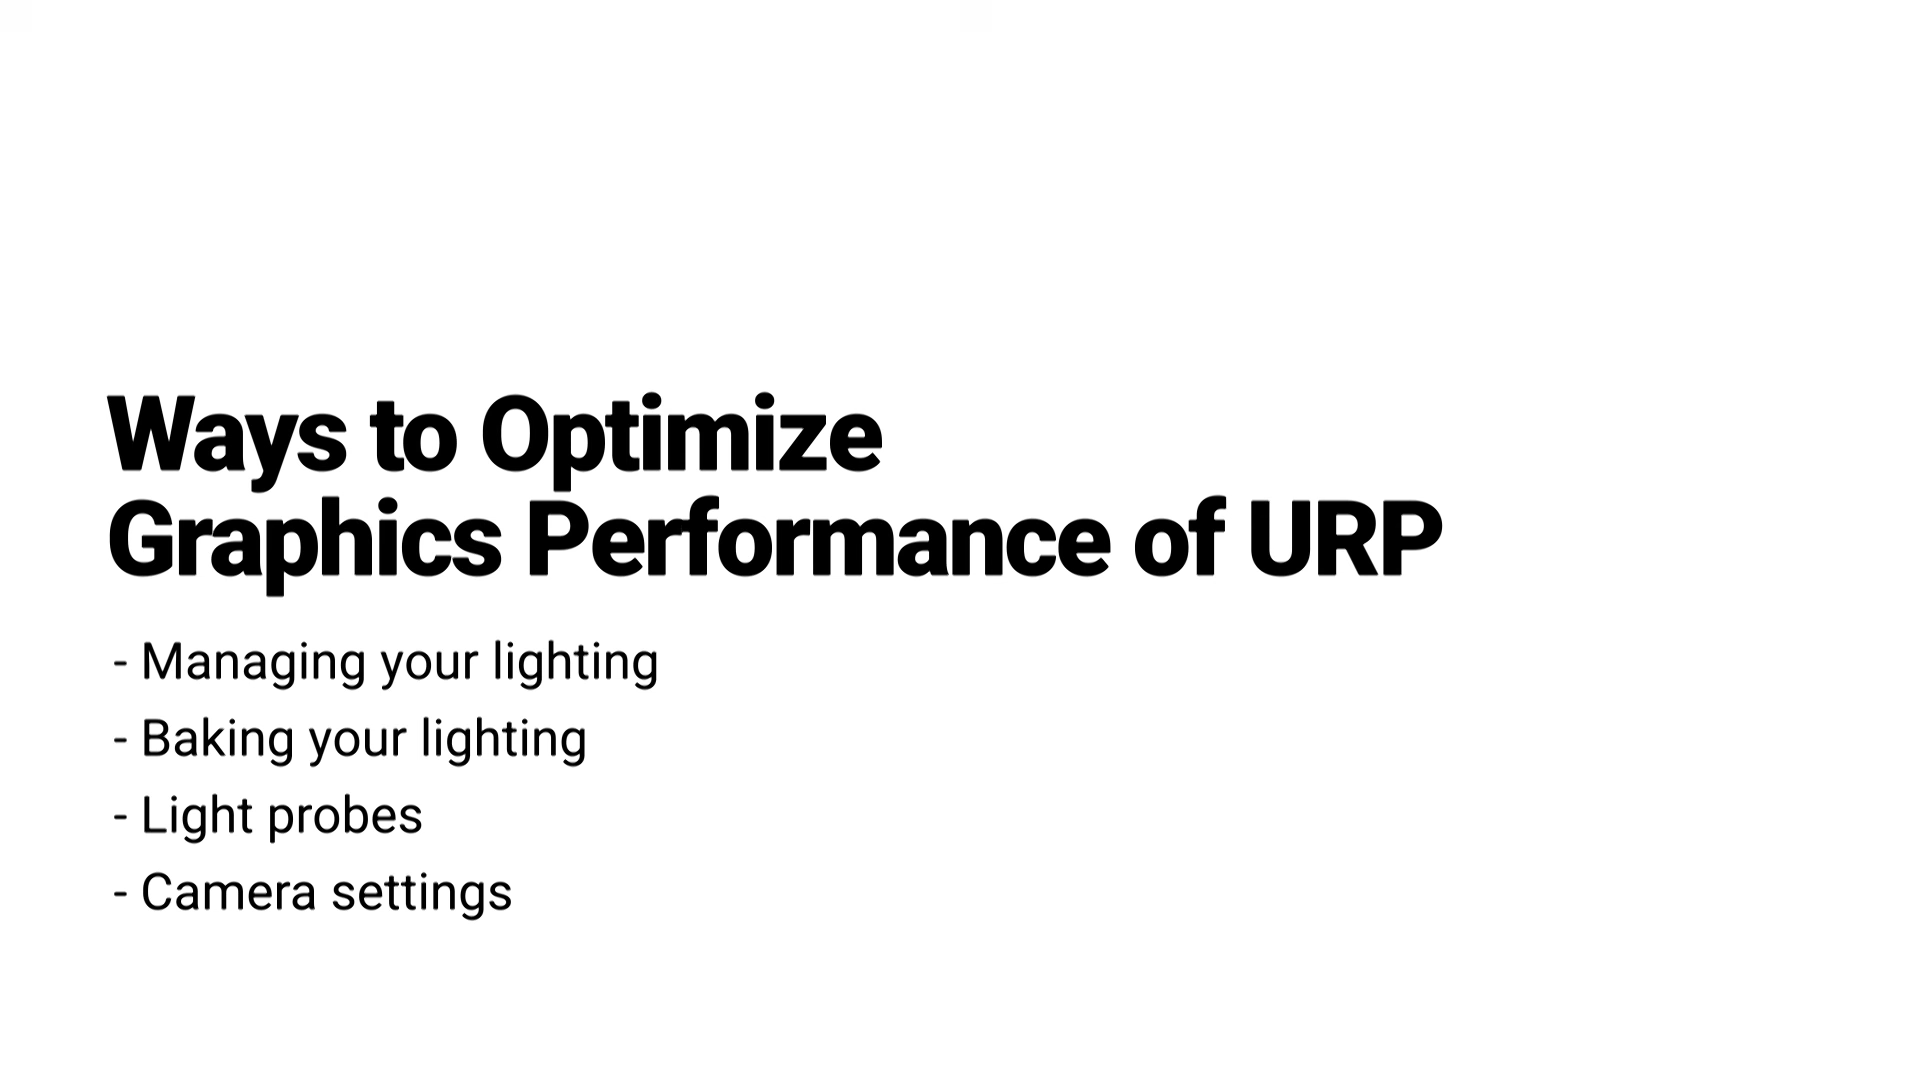 Ways to Optimize
Graphics Performance of URP
- Managing your lighting
- Baking your lighting
- Light probes
- Camera settings